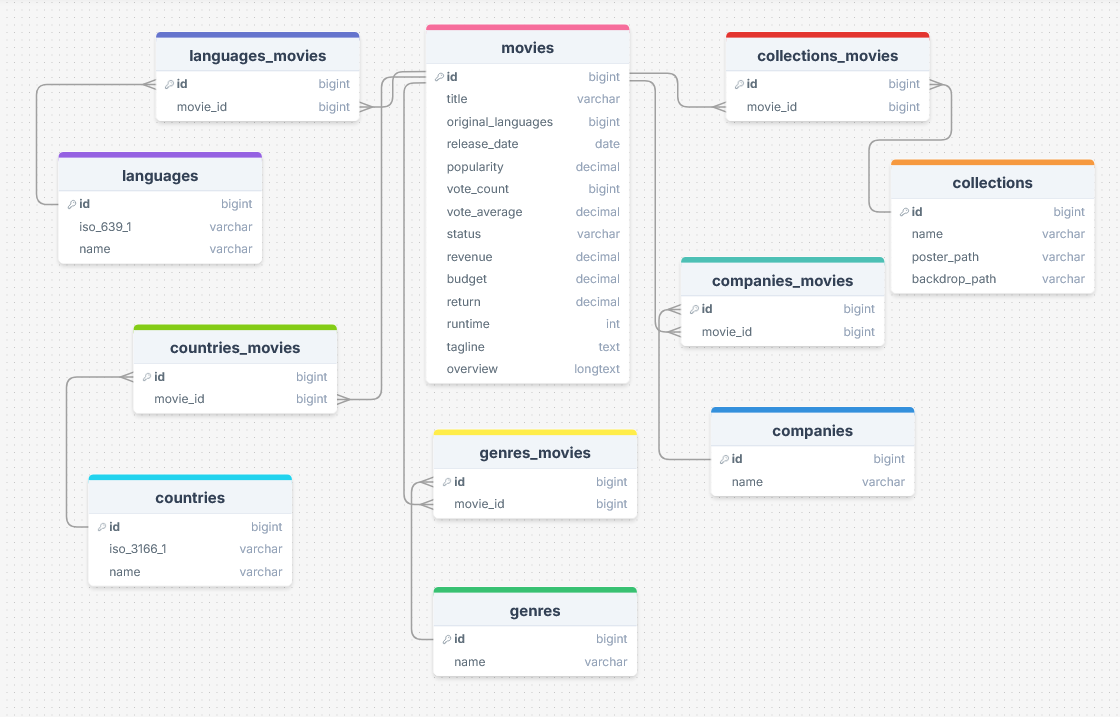 languages_movies
id bigint
movie_id bigint
languages
id bigint
iso_639_1 varchar
name varchar
countries_movies
id bigint
movie_id bigint
countries
id bigint
iso_3166_1 varchar
name varchar
movies
id bigint
title varchar
original_languages bigint
release_date date
popularity decimal
vote_count bigint
vote_average decimal
status varchar
revenue decimal
budget decimal
return decimal
runtime int
tagline text
overview longtext
genres_movies
id bigint
movie_id bigint
genres
id bigint
name varchar
collections_movies
id bigint
movie_id bigint
collections
id bigint
name varchar
poster_path varchar
backdrop_path varchar
companies_movies
id bigint
movie_id bigint
companies
id bigint
name varchar